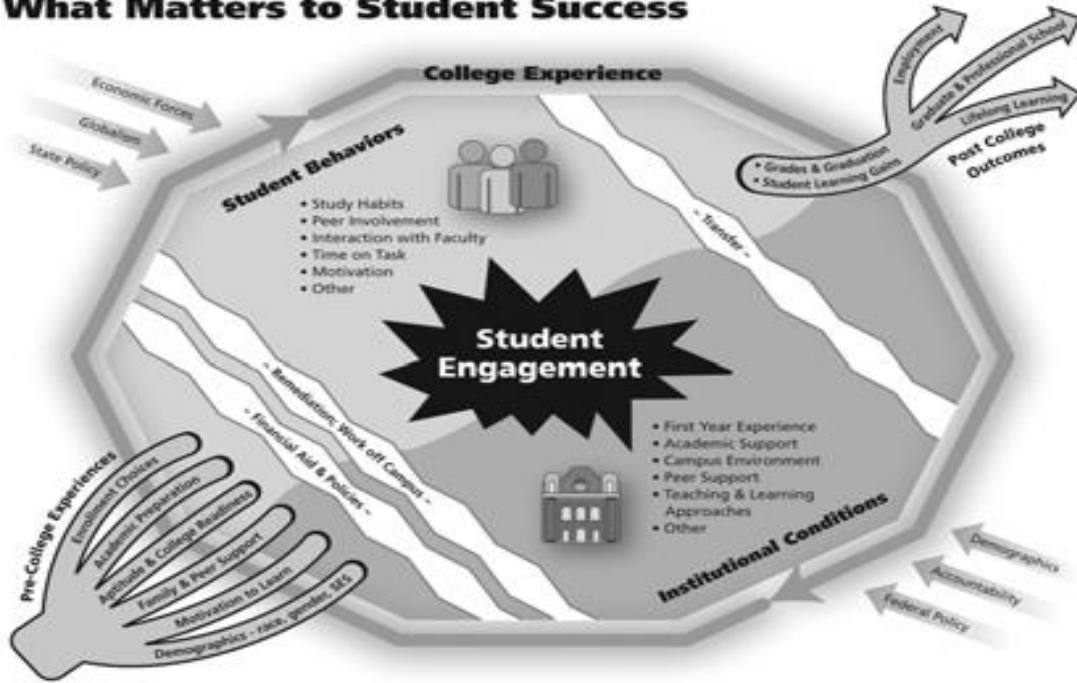 What Matters to Student Success
College Experience
Economic Forces
Globalism
State Policy
Student Behaviors
• Study Habits
• Peer Involvement
• Interaction with Faculty
• Time on Task
• Motivation
• Other
~ Transfer ~
Employment
Graduate & Professional School
Lifelong Learning
• Grades & Graduation
• Student Learning Gains
Post College
Outcomes
Student
Engagement
~ Remediation; Work off Campus ~
~ Financial Aid & Policies ~
• First Year Experience
• Academic Support
• Campus Environment
• Peer Support
• Teaching & Learning
Approaches
• Other
Institutional Conditions
Pre-College Experiences
Enrollment Choices
Academic Preparation
Aptitude & College Readiness
Family & Peer Support
Motivation to Learn
Demographics - race, gender, SES
Demographics
Accountability
Federal Policy